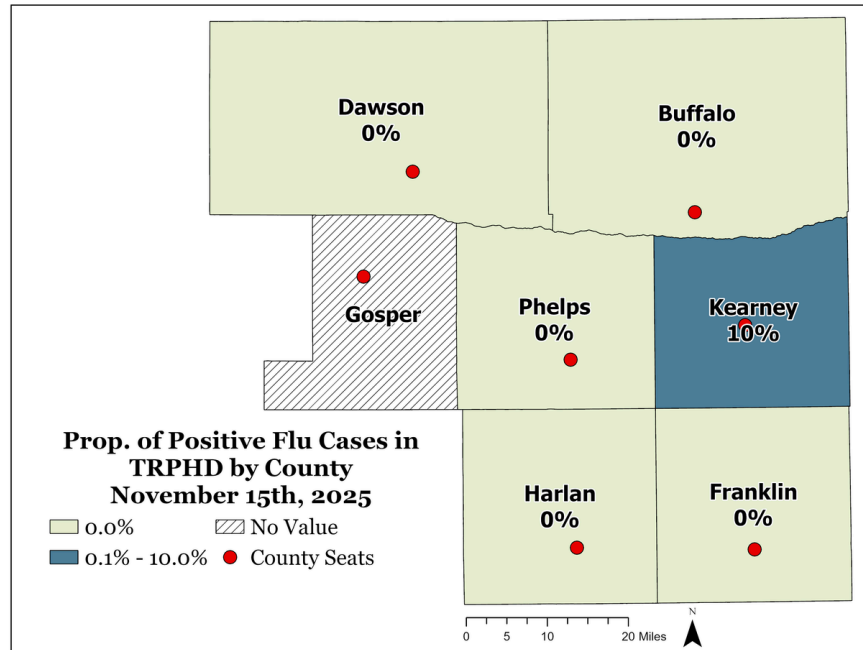 Dawson
0%
Buffalo
0%
Gosper
Phelps
0%
Kearney
10%
Harlan
0%
Franklin
0%
Prop. of Positive Flu Cases in
TRPHD by County
November 15th, 2025
0.0%
No Value
0.1% - 10.0%
County Seats
N
0 5 10 20 Miles